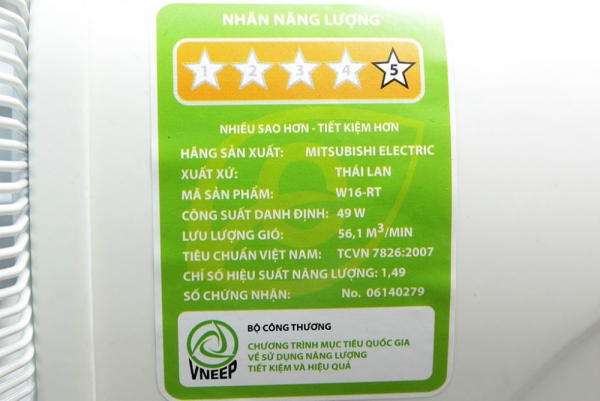 NHÃN NĂNG LƯỢNG
1 2 3 4 5
NHIỀU SAO HƠN - TIẾT KIỆM HƠN
HÃNG SẢN XUẤT: MITSUBISHI ELECTRIC
XUẤT XỨ: THÁI LAN
MÃ SẢN PHẨM: W16-RT
CÔNG SUẤT DANH ĐỊNH: 49 W
LƯU LƯỢNG GIÓ: 56,1 M³/MIN
TIÊU CHUẨN VIỆT NAM: TCVN 7826:2007
CHỈ SỐ HIỆU SUẤT NĂNG LƯỢNG: 1,49
SỐ CHỨNG NHẬN: No. 06140279
BỘ CÔNG THƯƠNG
CHƯƠNG TRÌNH MỤC TIÊU QUỐC GIA
VỀ SỬ DỤNG NĂNG LƯỢNG
TIẾT KIỆM VÀ HIỆU QUẢ
VNEEP